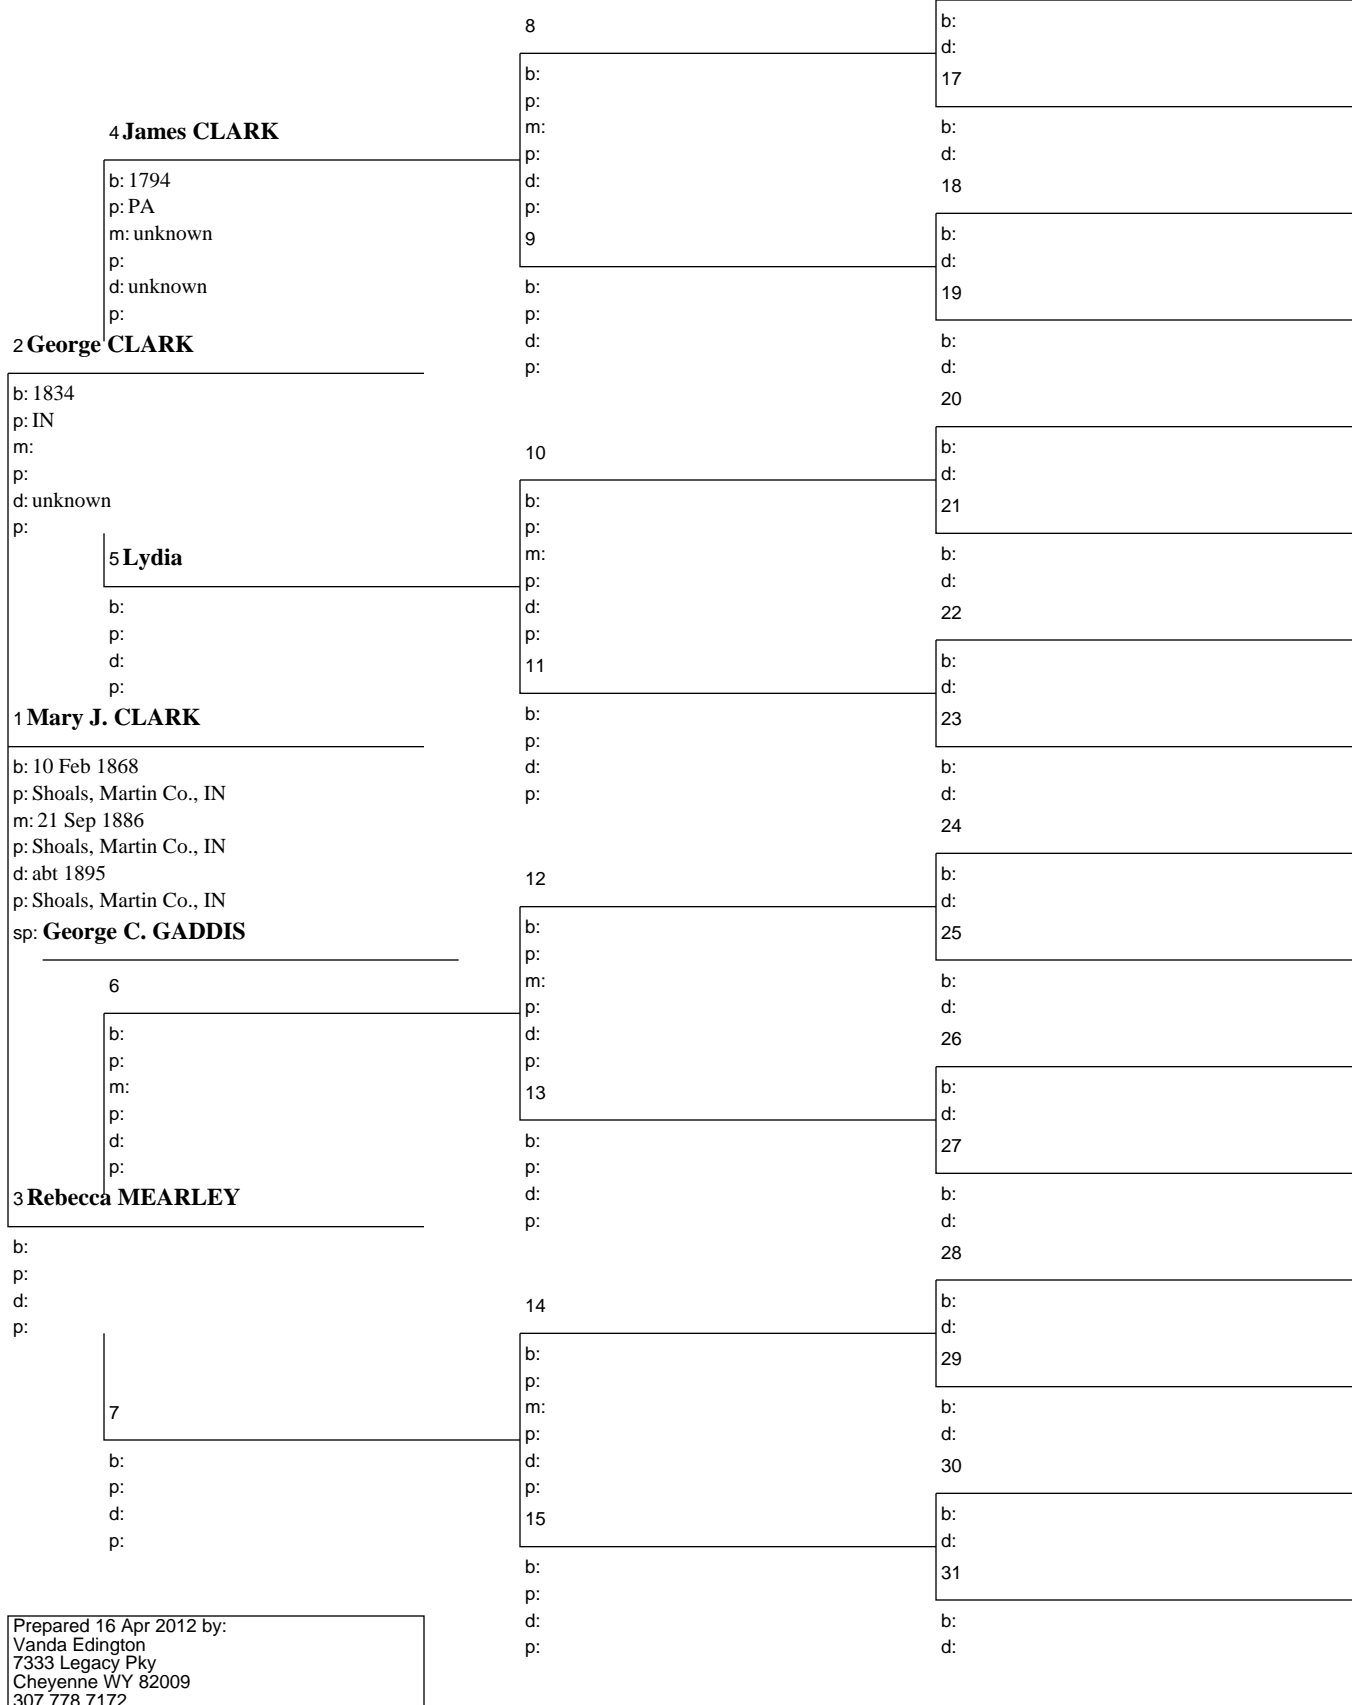 8
b:
d:
17
b:
p:
m:
p:
d:
p:
9
4 James CLARK
b: 1794
p: PA
m: unknown
p:
d: unknown
p:
b:
d:
18
b:
d:
19
b:
p:
d:
p:
2 George CLARK
b: 1834
p: IN
m:
p:
d: unknown
p:
b:
d:
20
10
b:
d:
21
b:
p:
m:
p:
d:
p:
11
5 Lydia
b:
p:
d:
p:
b:
d:
22
b:
d:
23
b:
p:
d:
p:
1 Mary J. CLARK
b: 10 Feb 1868
p: Shoals, Martin Co., IN
m: 21 Sep 1886
p: Shoals, Martin Co., IN
d: abt 1895
p: Shoals, Martin Co., IN
sp: George C. GADDIS
b:
d:
24
12
b:
d:
25
b:
p:
m:
p:
d:
p:
13
6
b:
p:
m:
p:
d:
p:
b:
d:
26
b:
d:
27
b:
p:
d:
p:
3 Rebecca MEARLEY
b:
p:
d:
p:
b:
d:
28
14
b:
d:
29
b:
p:
m:
p:
d:
p:
15
7
b:
p:
d:
p:
b:
d:
30
b:
d:
31
b:
p:
d:
p:
b:
d:
Prepared 16 Apr 2012 by:
Vanda Edington
7333 Legacy Pky
Cheyenne WY 82009
307 778 7172